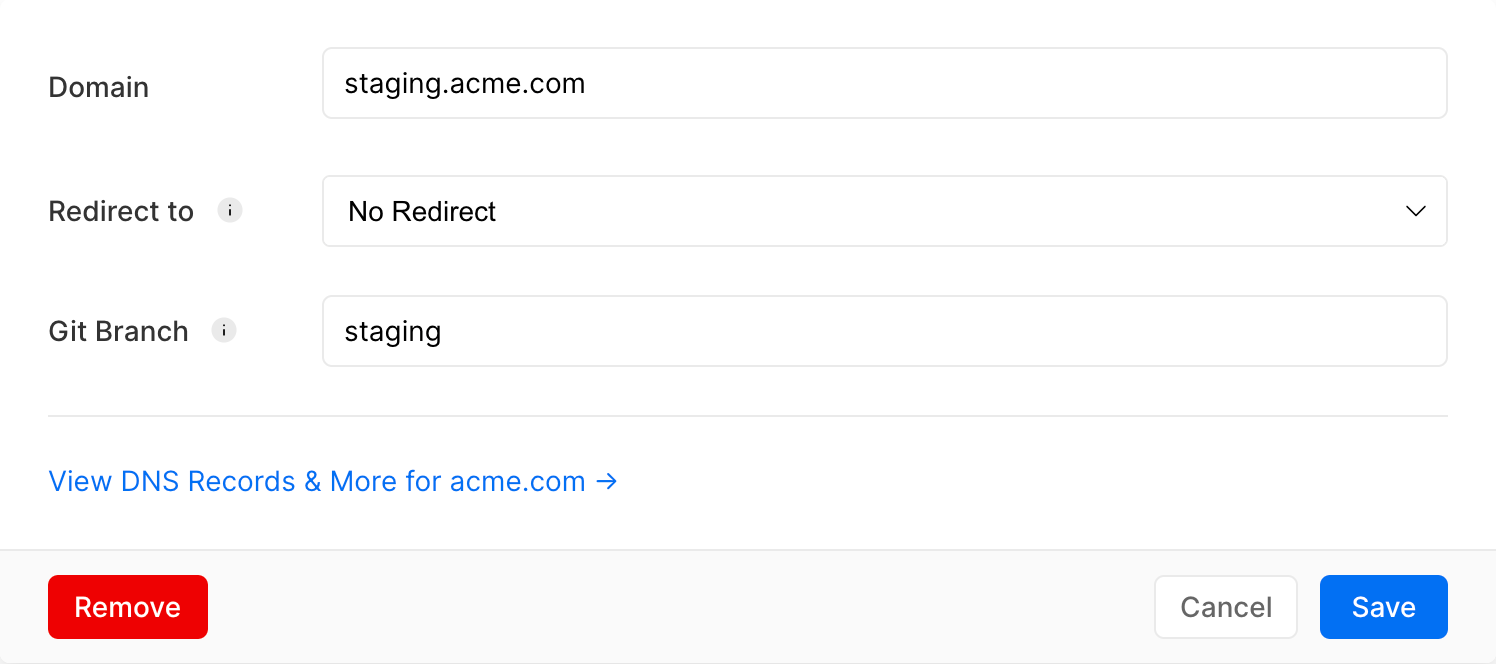 Domain
staging.acme.com
Redirect to i
No Redirect
Git Branch i
staging
View DNS Records & More for acme.com →
Remove
Cancel
Save